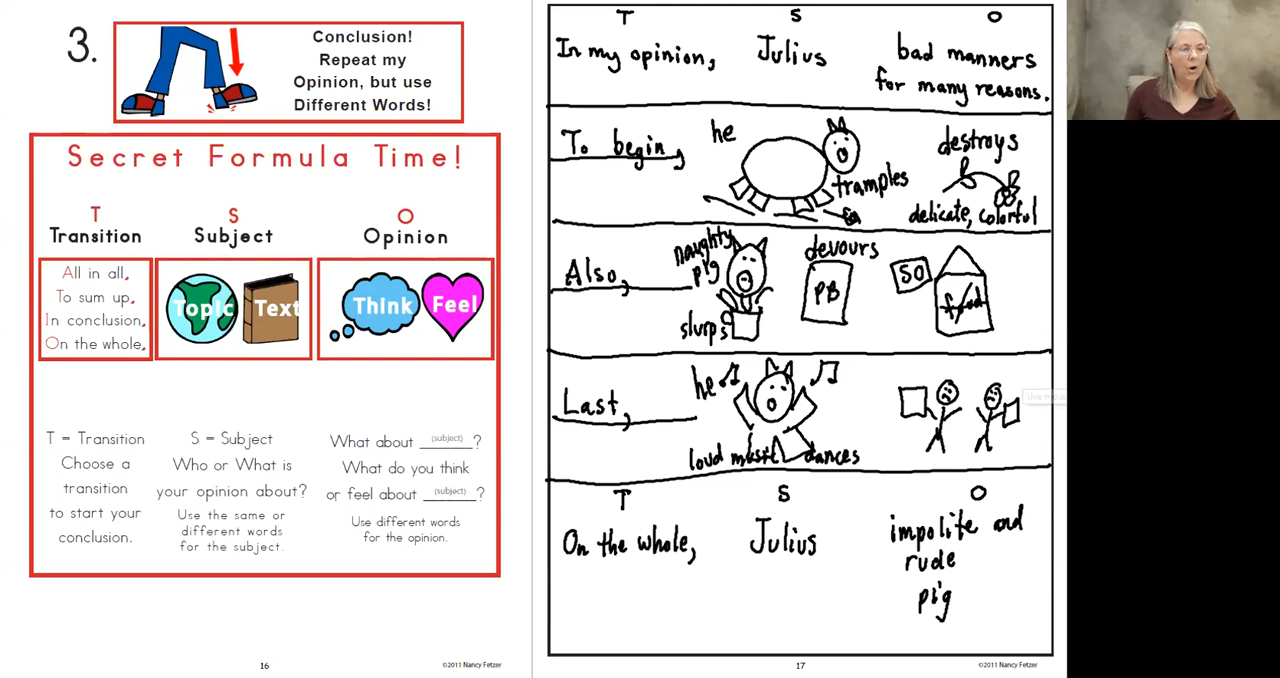 3.
Conclusion!
Repeat my
Opinion, but use
Different Words!
Secret Formula Time!
T
Transition
S
Subject
O
Opinion
All in all,
To sum up,
In conclusion,
On the whole,
Topic
Text
Think
Feel
T = Transition
Choose a
transition
to start your
conclusion.
S = Subject
Who or What is
your opinion about?
Use the same or
different words
for the subject.
What about (subject)?
What do you think
or feel about (subject)?
Use different words
for the opinion.
16
©2011 Nancy Fetzer
T S O
In my opinion, Julius bad manners
for many reasons.
To begin, he destroys
tramples
delicate, colorful
Also, naughty pig devours
PB
so
food
slurps
Last, he
loud music dances
T S O
On the whole, Julius impolite and
rude
pig
17
©2011 Nancy Fetzer